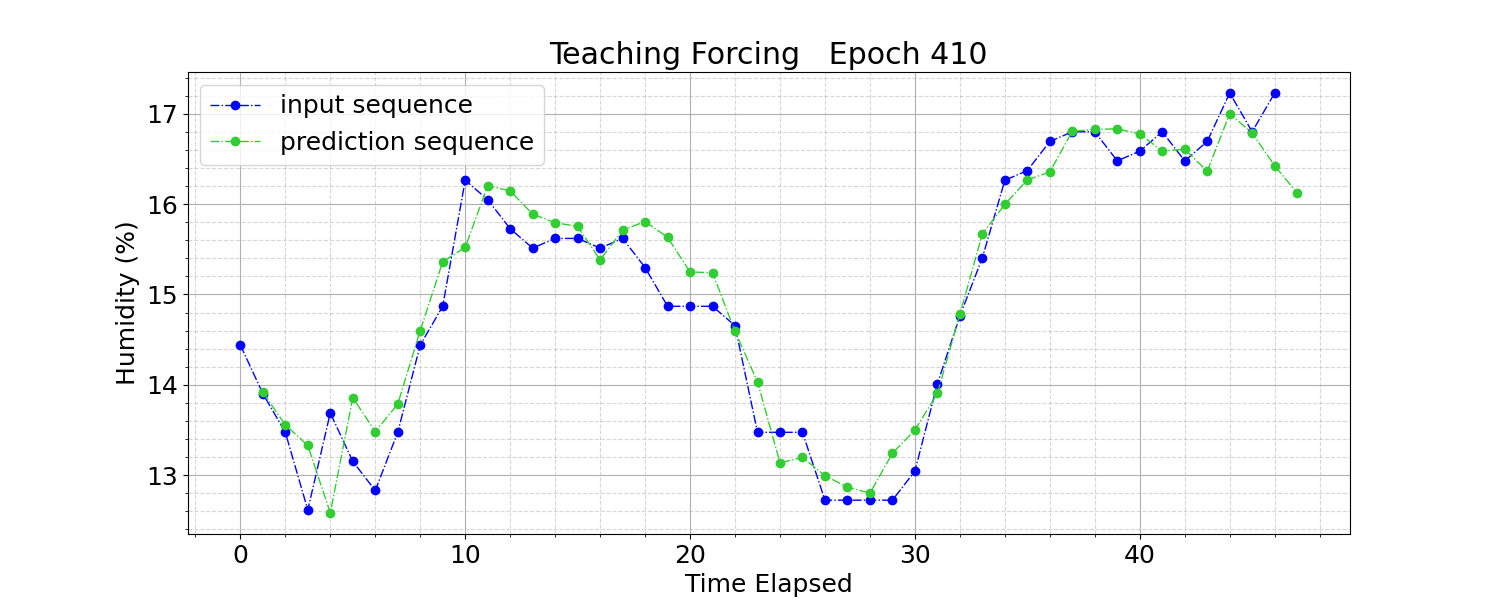 Teaching Forcing   Epoch 410
input sequence
prediction sequence
Humidity (%)
17
16
15
14
13
0 10 20 30 40
Time Elapsed